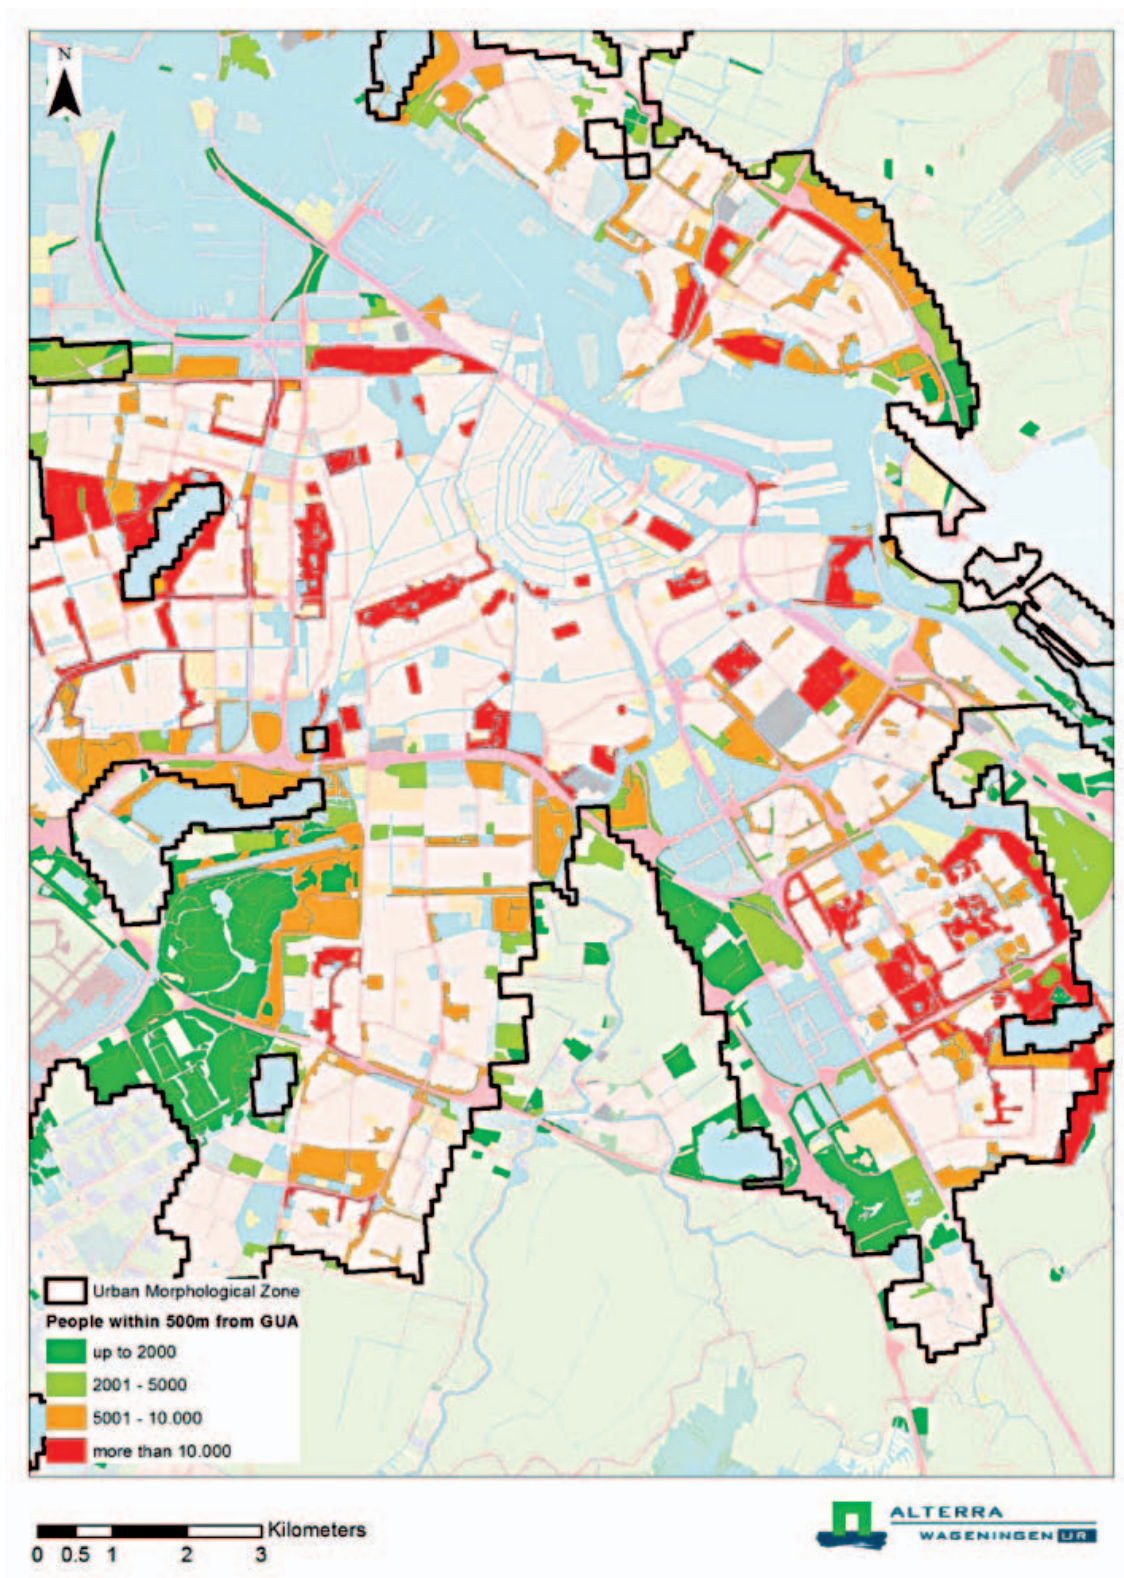 N
Urban Morphological Zone
People within 500m from GUA
up to 2000
2001 - 5000
5001 - 10.000
more than 10.000
Kilometers
0 0.5 1 2 3
ALTERRA
WAGENINGEN UR